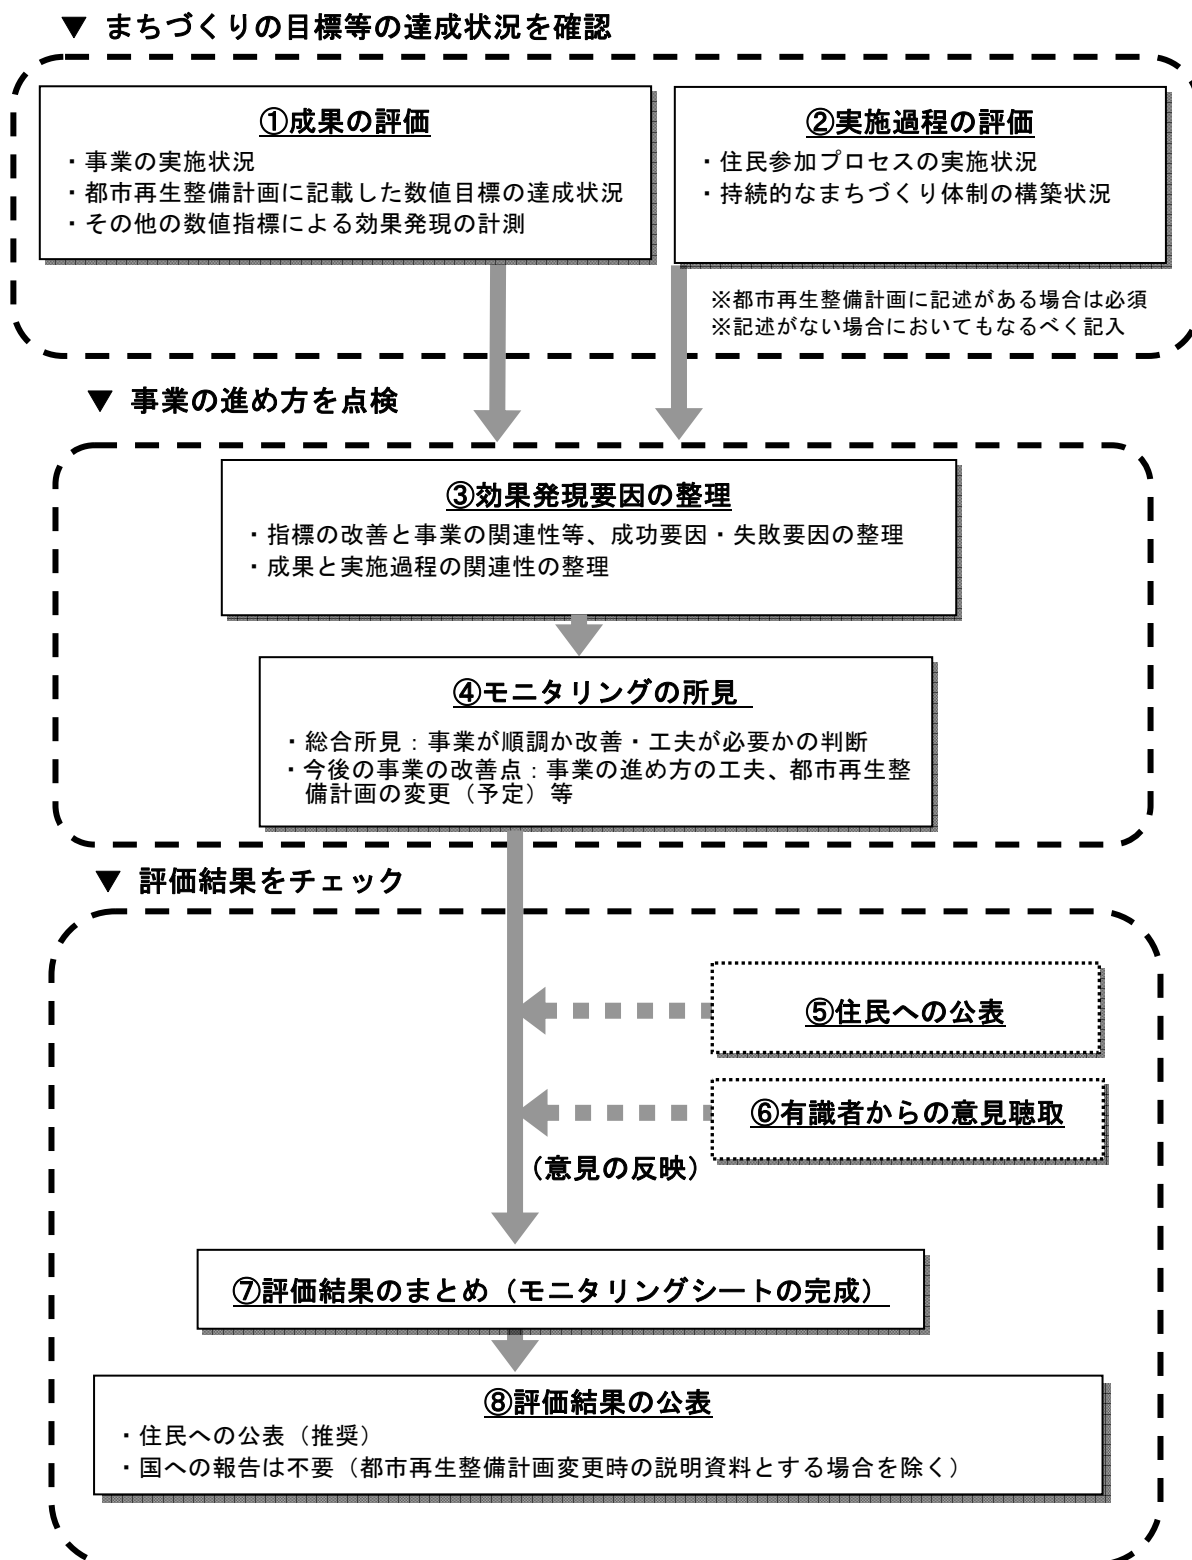 ▼ まちづくりの目標等の達成状況を確認
①成果の評価
・事業の実施状況
・都市再生整備計画に記載した数値目標の達成状況
・その他の数値指標による効果発現の計測
②実施過程の評価
・住民参加プロセスの実施状況
・持続的なまちづくり体制の構築状況
※都市再生整備計画に記述がある場合は必須
※記述がない場合においてもなるべく記入
▼ 事業の進め方を点検
③効果発現要因の整理
・指標の改善と事業の関連性等、成功要因・失敗要因の整理
・成果と実施過程の関連性の整理
④モニタリングの所見
・総合所見：事業が順調か改善・工夫が必要かの判断
・今後の事業の改善点：事業の進め方の工夫、都市再生整
備計画の変更（予定）等
▼ 評価結果をチェック
⑤住民への公表
⑥有識者からの意見聴取
（意見の反映）
⑦評価結果のまとめ（モニタリングシートの完成）
⑧評価結果の公表
・住民への公表（推奨）
・国への報告は不要（都市再生整備計画変更時の説明資料とする場合を除く）